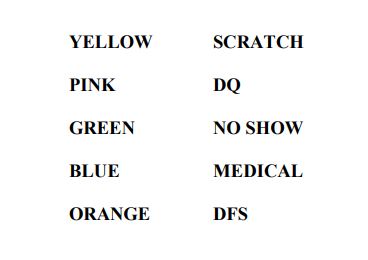 YELLOW SCRATCH
PINK DQ
GREEN NO SHOW
BLUE MEDICAL
ORANGE DFS